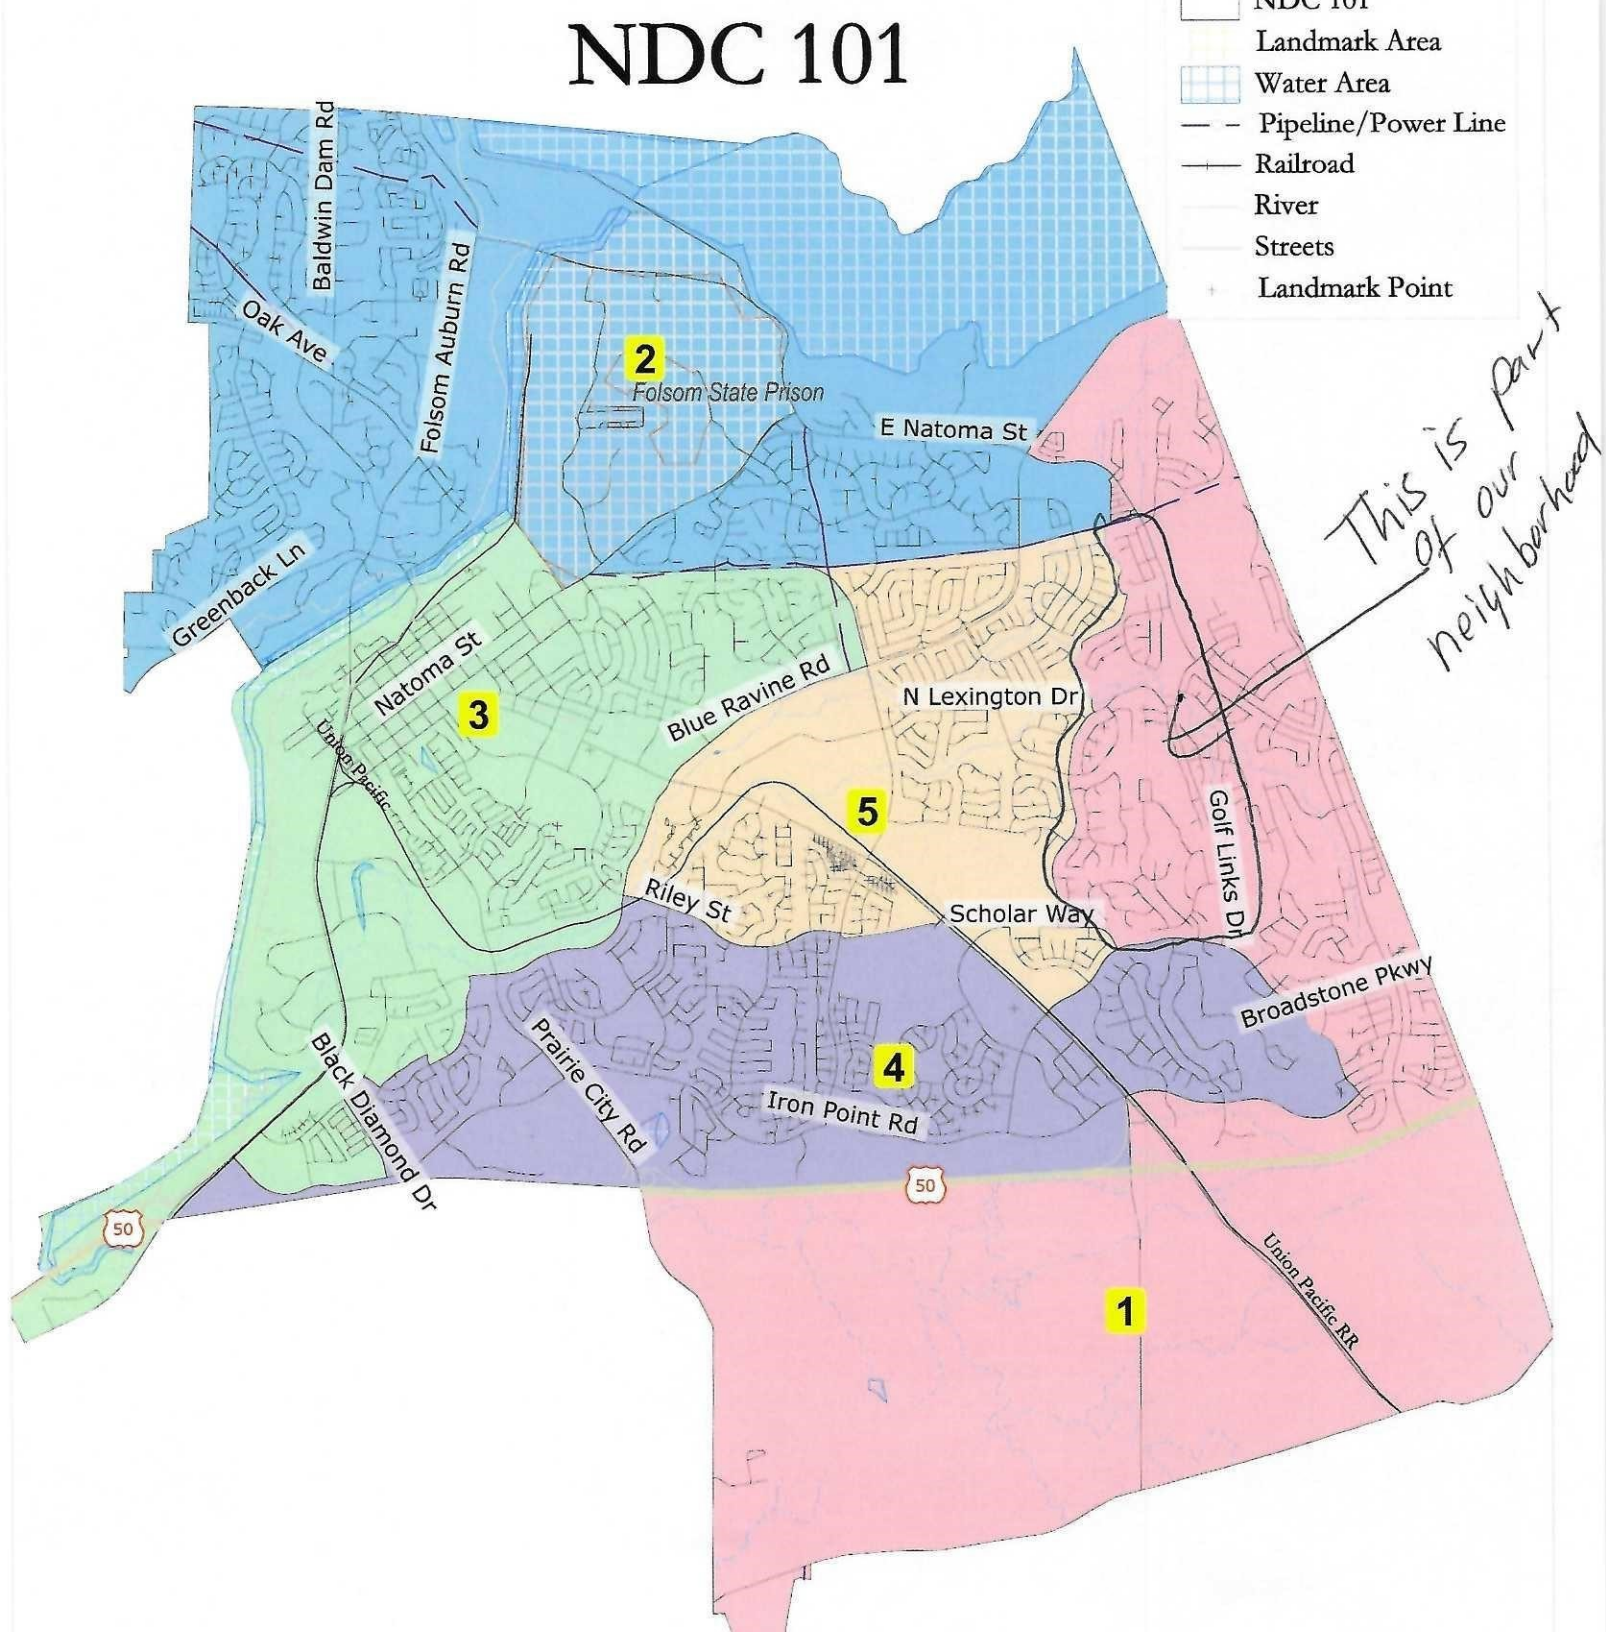 NDC 101
NDC 101
Landmark Area
Water Area
Pipeline/Power Line
Railroad
River
Streets
Landmark Point
Baldwin Dam Rd
Oak Ave
Folsom Auburn Rd
2
Folsom State Prison
E Natoma St
This is part
of our
neighborhood
Greenback Ln
Natoma St
3
Blue Ravine Rd
N Lexington Dr
Union Pacific
5
Golf Links Dr
Riley St
Scholar Way
Broadstone Pkwy
Black Diamond Dr
Prairie City Rd
4
Iron Point Rd
50
50
1
Union Pacific RR